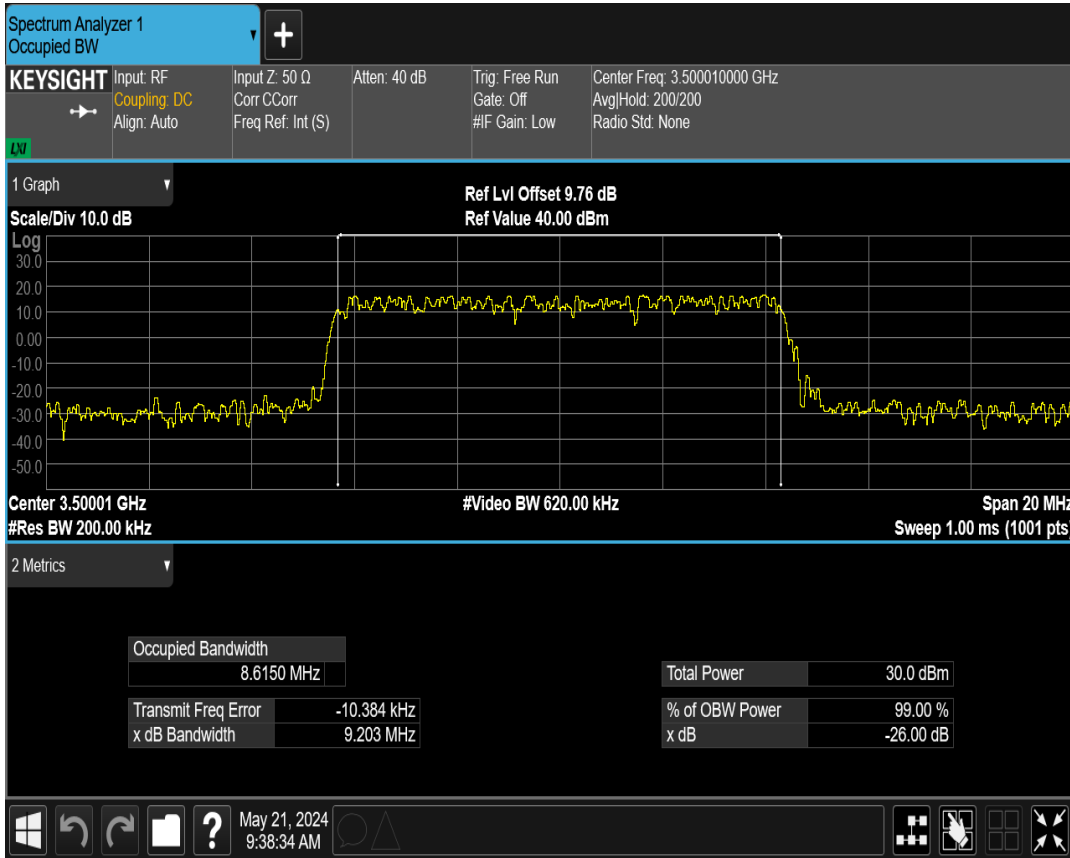 Spectrum Analyzer 1
Occupied BW
+
KEYSIGHT
LXI
Input: RF
Coupling: DC
Align: Auto
Input Z: 50 Ω
Corr CCorr
Freq Ref: Int (S)
Atten: 40 dB
Trig: Free Run
Gate: Off
#IF Gain: Low
Center Freq: 3.500010000 GHz
Avg|Hold: 200/200
Radio Std: None
1 Graph
Scale/Div 10.0 dB
Ref Lvl Offset 9.76 dB
Ref Value 40.00 dBm
Log
30.0
20.0
10.0
0.00
-10.0
-20.0
-30.0
-40.0
-50.0
Center 3.50001 GHz
#Video BW 620.00 kHz
Span 20 MHz
#Res BW 200.00 kHz
Sweep 1.00 ms (1001 pts)
2 Metrics
Occupied Bandwidth
8.6150 MHz
Transmit Freq Error -10.384 kHz
x dB Bandwidth 9.203 MHz
Total Power 30.0 dBm
% of OBW Power 99.00 %
x dB -26.00 dB
?
May 21, 2024
9:38:34 AM